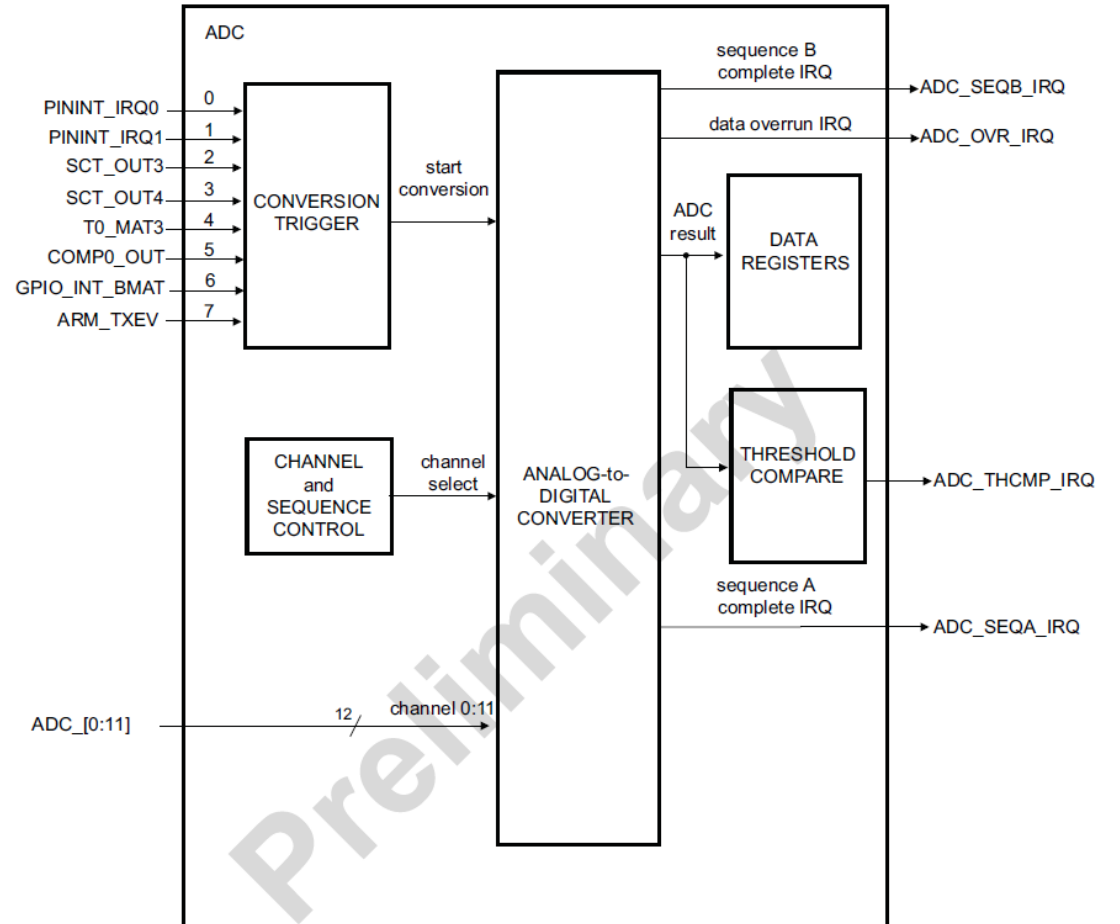 ADC
PININT_IRQ0
0
PININT_IRQ1
1
SCT_OUT3
2
SCT_OUT4
3
T0_MAT3
4
COMP0_OUT
5
GPIO_INT_BMAT
6
ARM_TXEV
7
CONVERSION
TRIGGER
start
conversion
CHANNEL
and
SEQUENCE
CONTROL
channel
select
ADC_[0:11]
12
channel 0:11
ANALOG-to-
DIGITAL
CONVERTER
sequence B
complete IRQ
ADC_SEQB_IRQ
data overrun IRQ
ADC_OVR_IRQ
ADC
result
DATA
REGISTERS
THRESHOLD
COMPARE
ADC_THCMP_IRQ
sequence A
complete IRQ
ADC_SEQA_IRQ
Preliminary